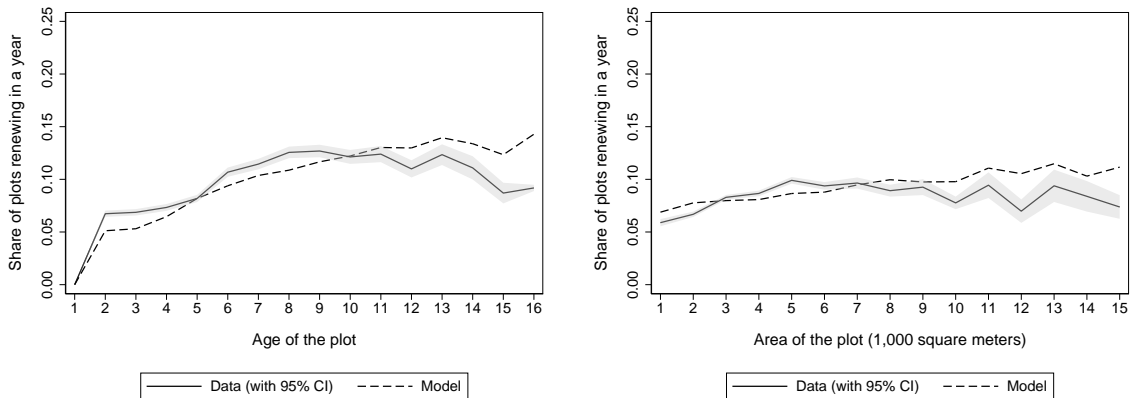 Share of plots renewing in a year
0.25
0.20
0.15
0.10
0.05
0.00
1 2 3 4 5 6 7 8 9 10 11 12 13 14 15 16
Age of the plot
Data (with 95% CI) Model
Share of plots renewing in a year
0.25
0.20
0.15
0.10
0.05
0.00
1 2 3 4 5 6 7 8 9 10 11 12 13 14 15
Area of the plot (1,000 square meters)
Data (with 95% CI) Model